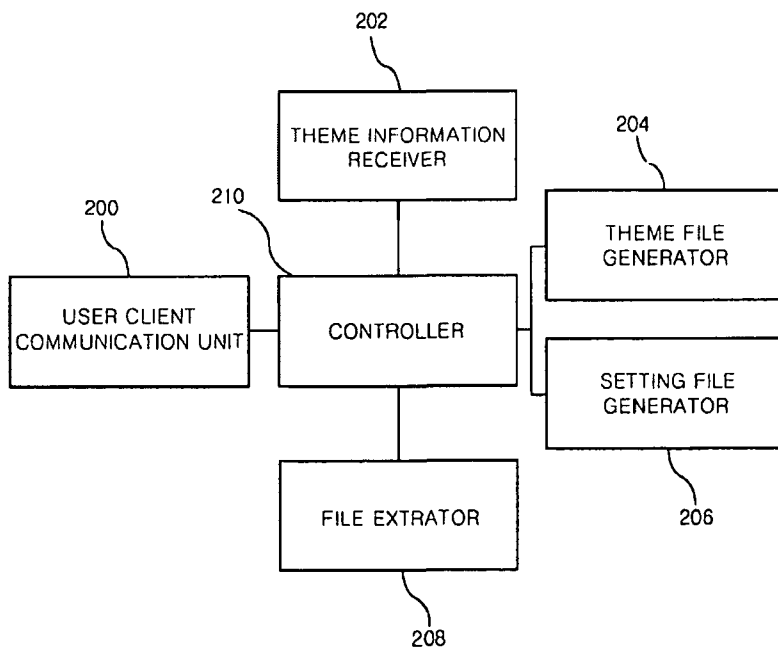 202
THEME INFORMATION
RECEIVER
204
THEME FILE
GENERATOR
200
210
USER CLIENT
COMMUNICATION UNIT
CONTROLLER
SETTING FILE
GENERATOR
206
FILE EXTRATOR
208